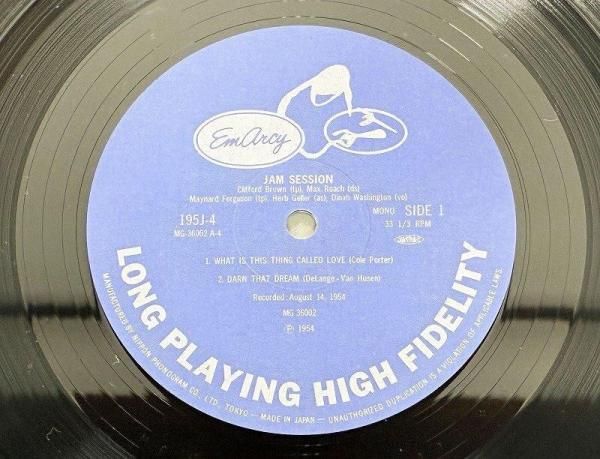 EmArcy
JAM SESSION
Clifford Brown (tp), Max Roach (ds)
Maynard Ferguson (tp), Herb Geller (as), Dinah Washington (vo)
195J-4
MG-36002 A-4
MONO SIDE 1
33 1/3 RPM
1. WHAT IS THIS THING CALLED LOVE (Cole Porter)
2. DARN THAT DREAM (DeLange-Van Husen)
Recorded: August 14, 1954
MG 36002
Ⓟ 1954
LONG PLAYING HIGH FIDELITY
MANUFACTURED BY NIPPON PHONOGRAM CO., LTD., TOKYO — MADE IN JAPAN — UNAUTHORIZED DUPLICATION IS A VIOLATION OF APPLICABLE LAWS.